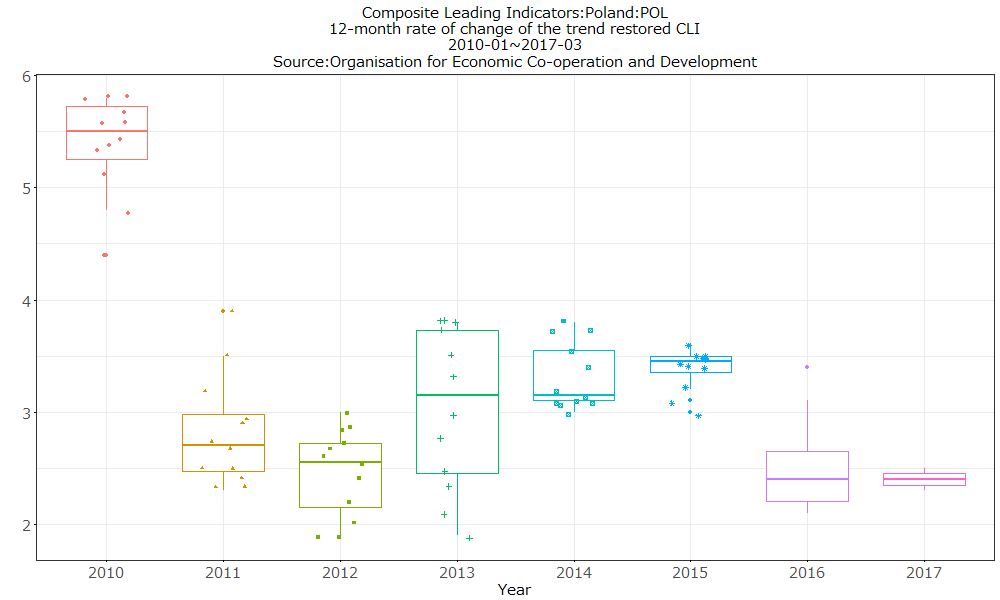 Composite Leading Indicators:Poland:POL
12-month rate of change of the trend restored CLI
2010-01~2017-03
Source:Organisation for Economic Co-operation and Development
6
5
4
3
2
2010 2011 2012 2013 2014 2015 2016 2017
Year